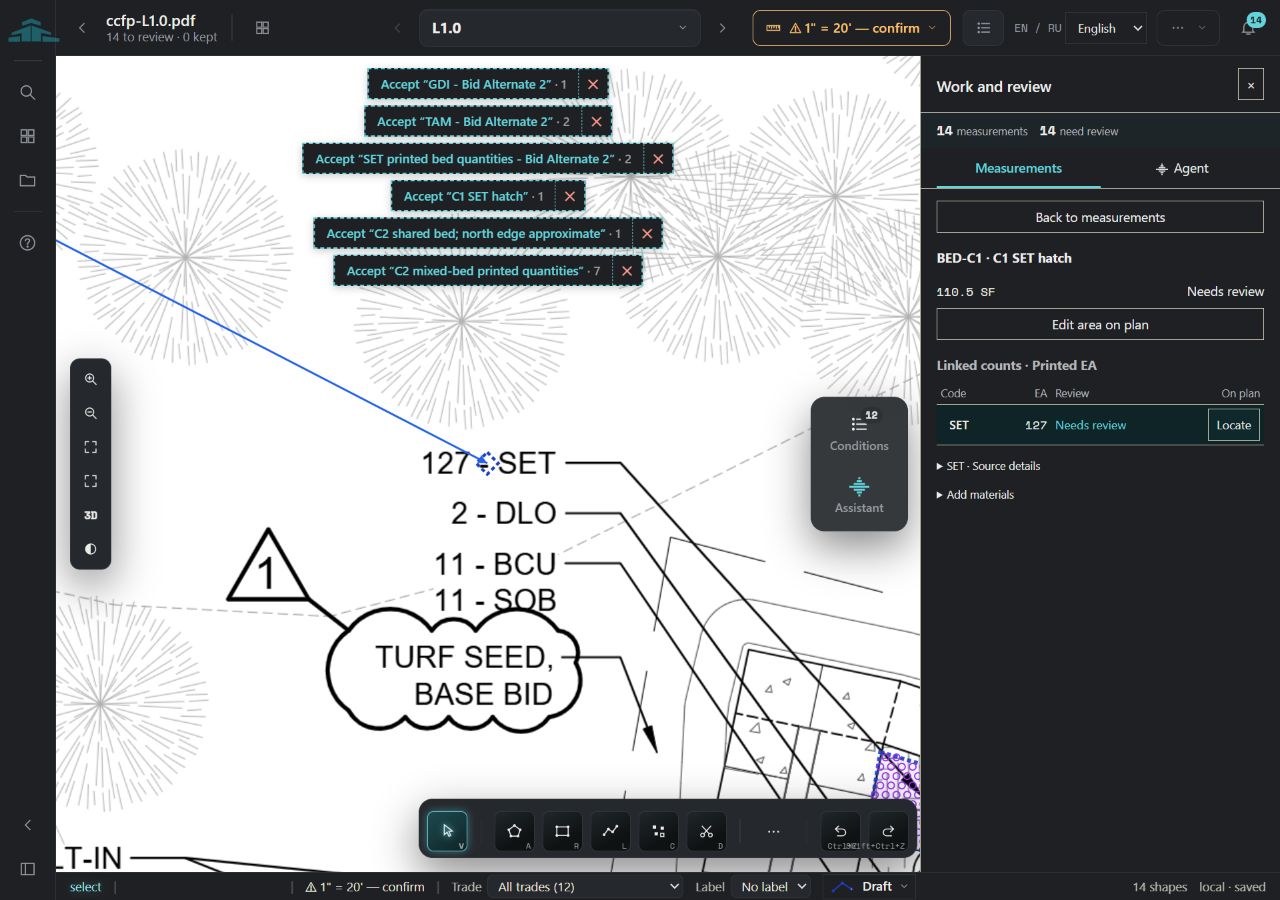 ccfp-L1.0.pdf
14 to review · 0 kept
L1.0
⚠ 1" = 20' — confirm
EN / RU
English
···
14
Accept “GDI - Bid Alternate 2” · 1 ×
Accept “TAM - Bid Alternate 2” · 2 ×
Accept “SET printed bed quantities - Bid Alternate 2” · 2 ×
Accept “C1 SET hatch” · 1 ×
Accept “C2 shared bed; north edge approximate” · 1 ×
Accept “C2 mixed-bed printed quantities” · 7 ×
3D
12
Conditions
Assistant
127 - SET
2 - DLO
11 - BCU
11 - SOB
1
TURF SEED,
BASE BID
LT-IN
V
A
R
L
C
D
···
Work and review
×
14 measurements 14 need review
Measurements
Agent
Back to measurements
BED-C1 · C1 SET hatch
110.5 SF Needs review
Edit area on plan
Linked counts · Printed EA
Code EA Review On plan
SET 127 Needs review Locate
SET · Source details
Add materials
select
⚠ 1" = 20' — confirm
Trade All trades (12)
Label No label
Draft
14 shapes local · saved